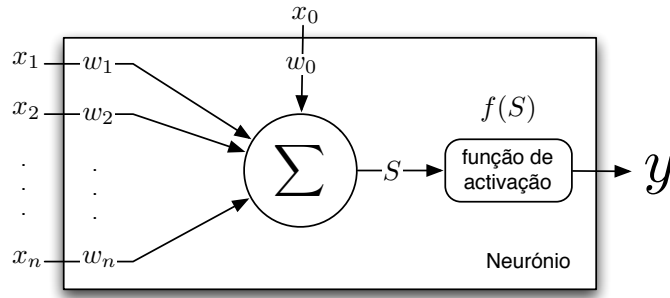 x₀
x₁ w₁ w₀
x₂ w₂ f(S)
∑ S função de
activação y
. .
. .
. .
xₙ wₙ Neurónio